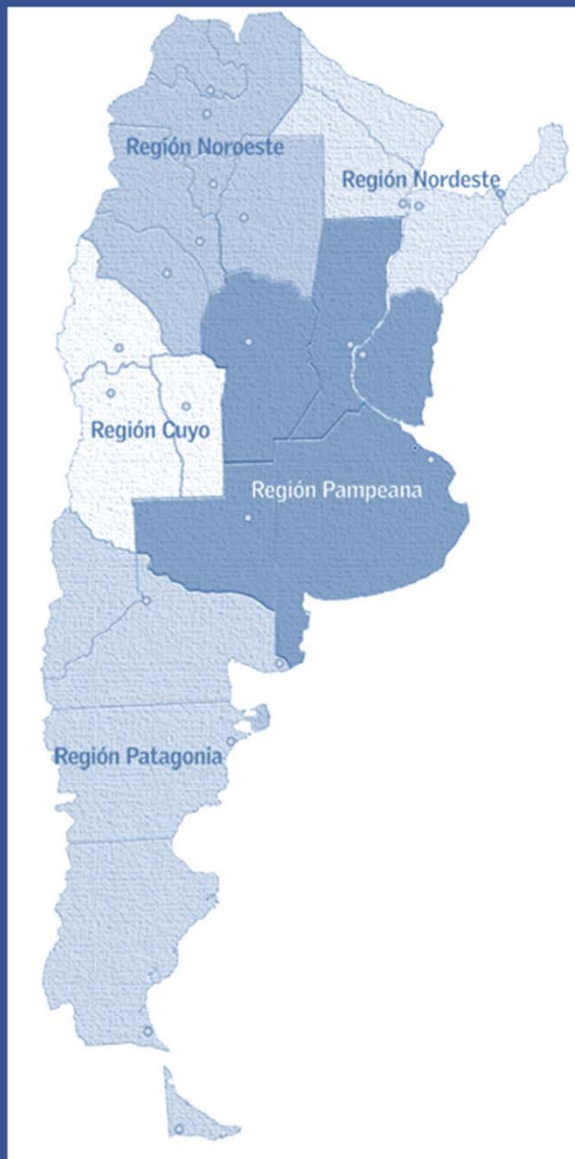 Región Noroeste
Región Nordeste
Región Cuyo
Región Pampeana
Región Patagonia